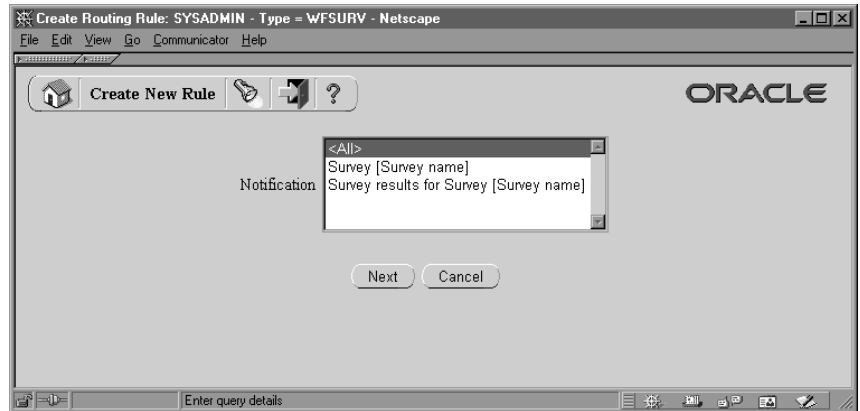 Create Routing Rule: SYSADMIN - Type = WFSURV - Netscape
File Edit View Go Communicator Help
Create New Rule ?
ORACLE
<All>
Survey [Survey name]
Notification Survey results for Survey [Survey name]
Next Cancel
Enter query details